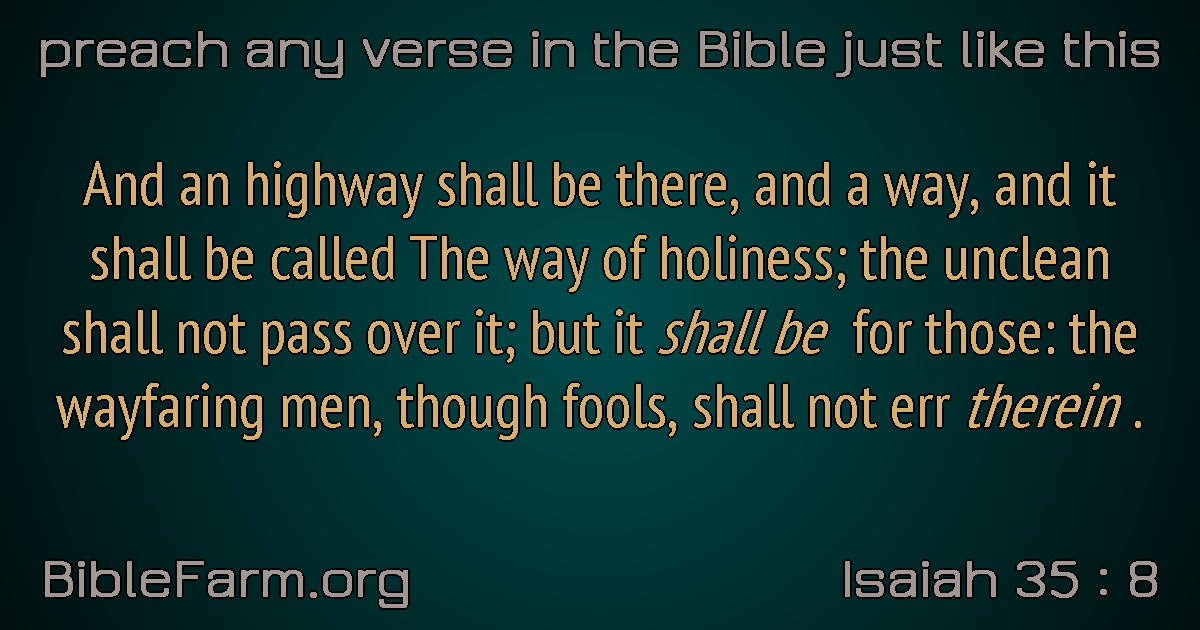 preach any verse in the Bible just like this
And an highway shall be there, and a way, and it
shall be called The way of holiness; the unclean
shall not pass over it; but it shall be  for those: the
wayfaring men, though fools, shall not err therein .
BibleFarm.org
Isaiah 35 : 8